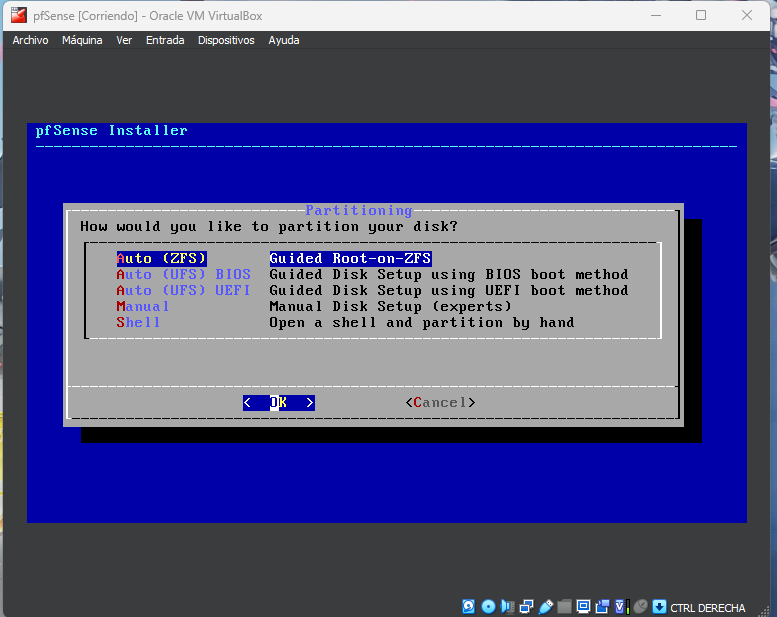 pfSense [Corriendo] - Oracle VM VirtualBox
Archivo Máquina Ver Entrada Dispositivos Ayuda
pfSense Installer
Partitioning
How would you like to partition your disk?
Auto (ZFS) Guided Root-on-ZFS
Auto (UFS) BIOS Guided Disk Setup using BIOS boot method
Auto (UFS) UEFI Guided Disk Setup using UEFI boot method
Manual Manual Disk Setup (experts)
Shell Open a shell and partition by hand
< OK > <Cancel>
CTRL DERECHA